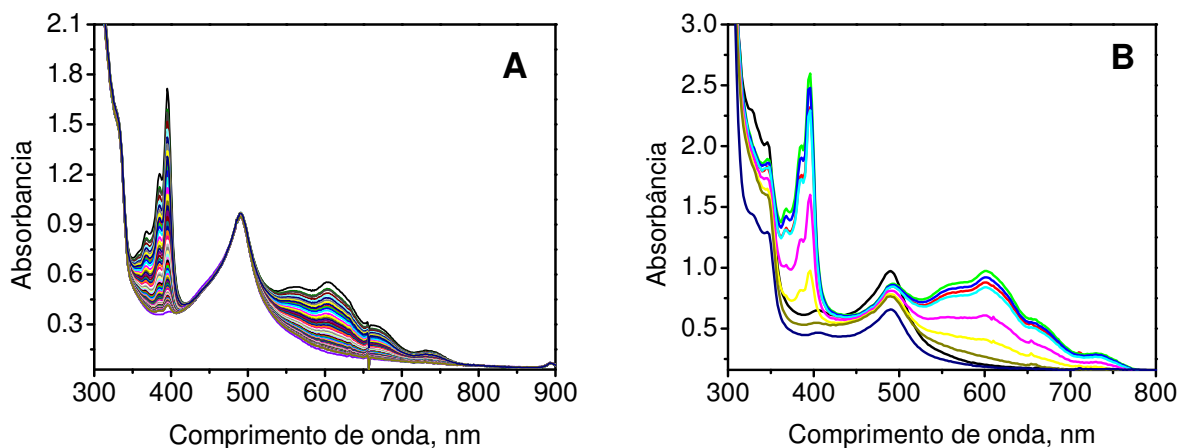 2.1
1.8
1.5
1.2
0.9
0.6
0.3
300 400 500 600 700 800 900
Absorbancia
Comprimento de onda, nm
A
3.0
2.5
2.0
1.5
1.0
0.5
300 400 500 600 700 800
Absorbância
Comprimento de onda, nm
B